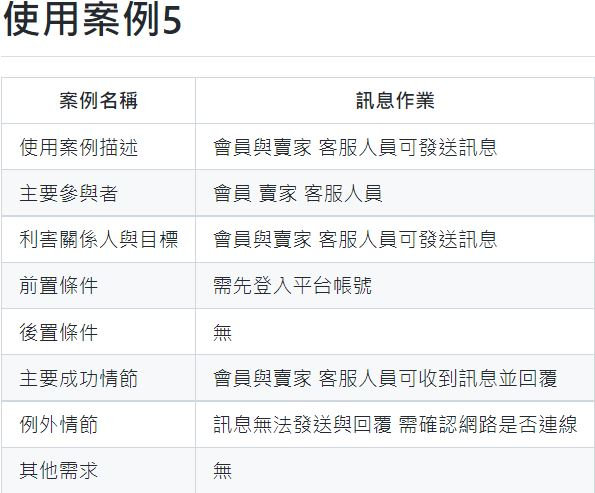 使用案例5
案例名稱 訊息作業
使用案例描述 會員與賣家 客服人員可發送訊息
主要參與者 會員 賣家 客服人員
利害關係人與目標 會員與賣家 客服人員可發送訊息
前置條件 需先登入平台帳號
後置條件 無
主要成功情節 會員與賣家 客服人員可收到訊息並回覆
例外情節 訊息無法發送與回覆 需確認網路是否連線
其他需求 無